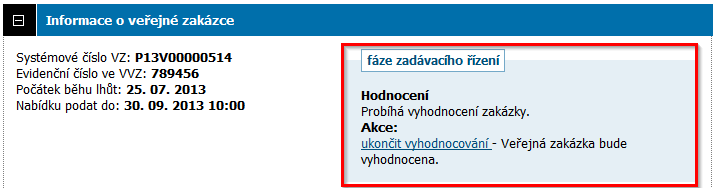 Informace o veřejné zakázce
Systémové číslo VZ: P13V00000514
Evidenční číslo ve VVZ: 789456
Počátek běhu lhůt: 25. 07. 2013
Nabídku podat do: 30. 09. 2013 10:00
fáze zadávacího řízení
Hodnocení
Probíhá vyhodnocení zakázky.
Akce:
ukončit vyhodnocování - Veřejná zakázka bude
vyhodnocena.